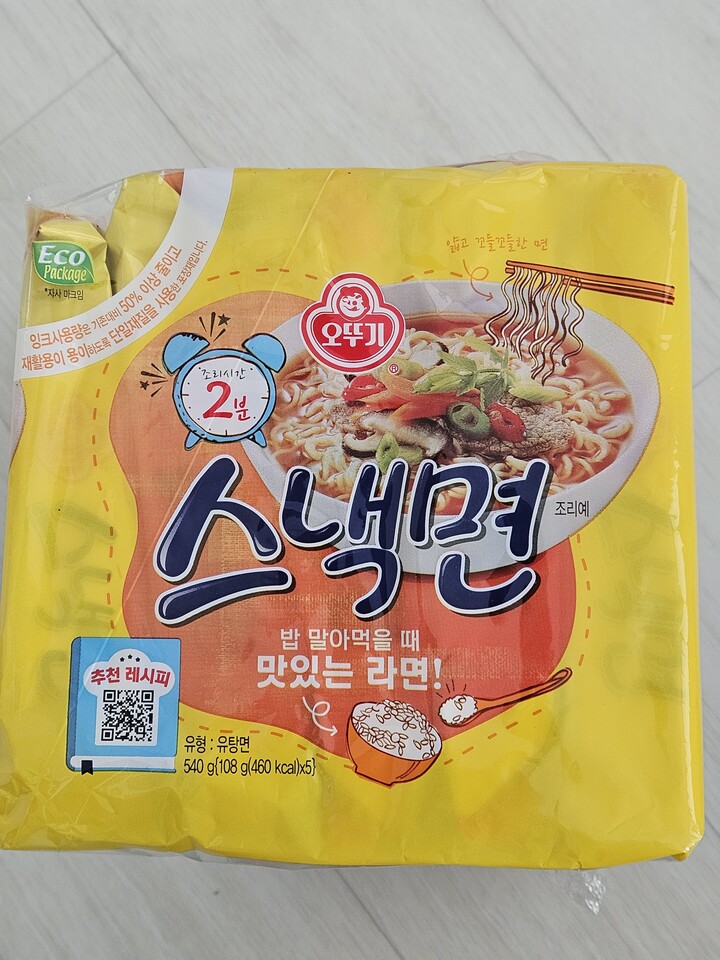 Eco
Package
*자사 마크임
잉크사용량은 기존대비 50% 이상 줄이고
재활용이 용이하도록 단일재질을 사용한 포장재입니다.
얇고 꼬들꼬들한 면
오뚜기
®
조리시간
2분
스낵면
조리예
밥 말아먹을 때
맛있는 라면!
추천 레시피
유형 : 유탕면
540 g{108 g(460 kcal)x5}